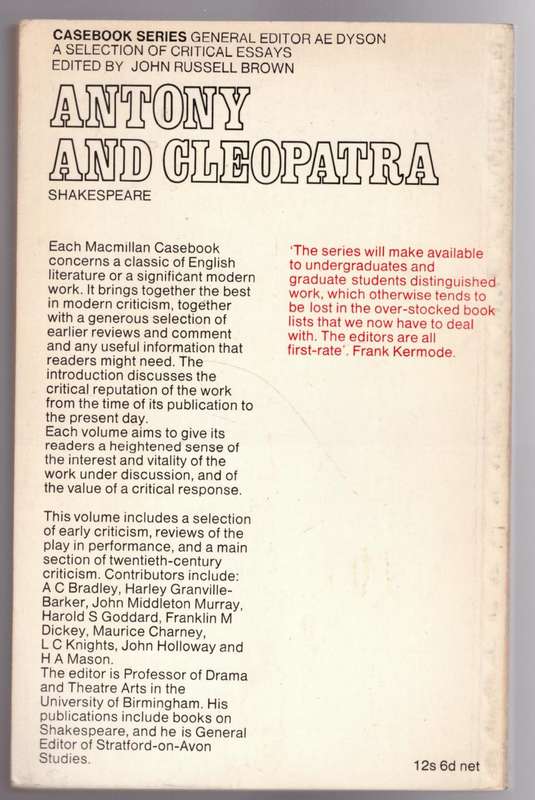 CASEBOOK SERIES GENERAL EDITOR AE DYSON
A SELECTION OF CRITICAL ESSAYS
EDITED BY JOHN RUSSELL BROWN
ANTONY
AND CLEOPATRA
SHAKESPEARE
Each Macmillan Casebook
concerns a classic of English
literature or a significant modern
work. It brings together the best
in modern criticism, together
with a generous selection of
earlier reviews and comment
and any useful information that
readers might need. The
introduction discusses the
critical reputation of the work
from the time of its publication to
the present day.
Each volume aims to give its
readers a heightened sense of
the interest and vitality of the
work under discussion, and of
the value of a critical response.
This volume includes a selection
of early criticism, reviews of the
play in performance, and a main
section of twentieth-century
criticism. Contributors include:
A C Bradley, Harley Granville-
Barker, John Middleton Murray,
Harold S Goddard, Franklin M
Dickey, Maurice Charney,
L C Knights, John Holloway and
H A Mason.
The editor is Professor of Drama
and Theatre Arts in the
University of Birmingham. His
publications include books on
Shakespeare, and he is General
Editor of Stratford-on-Avon
Studies.
'The series will make available
to undergraduates and
graduate students distinguished
work, which otherwise tends to
be lost in the over-stocked book
lists that we now have to deal
with. The editors are all
first-rate'. Frank Kermode.
12s 6d net